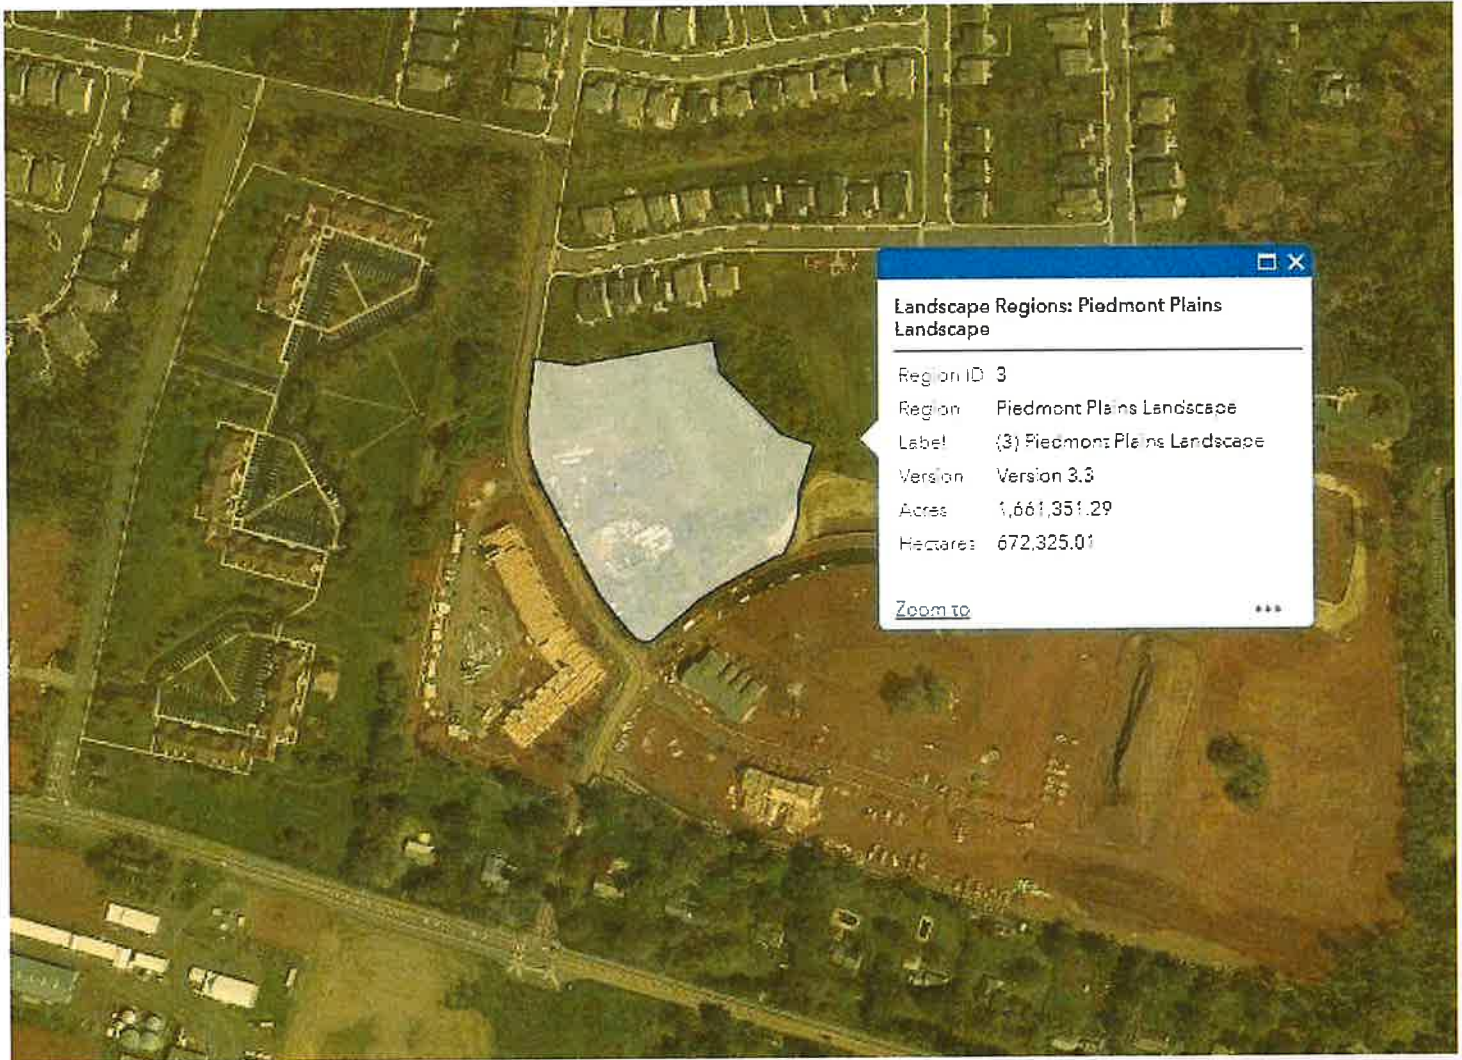 Landscape Regions: Piedmont Plains
Landscape
Region ID 3
Region Piedmont Plains Landscape
Label (3) Piedmont Plains Landscape
Version Version 3.3
Acres 1,661,351.29
Hectares 672,325.01
Zoom to